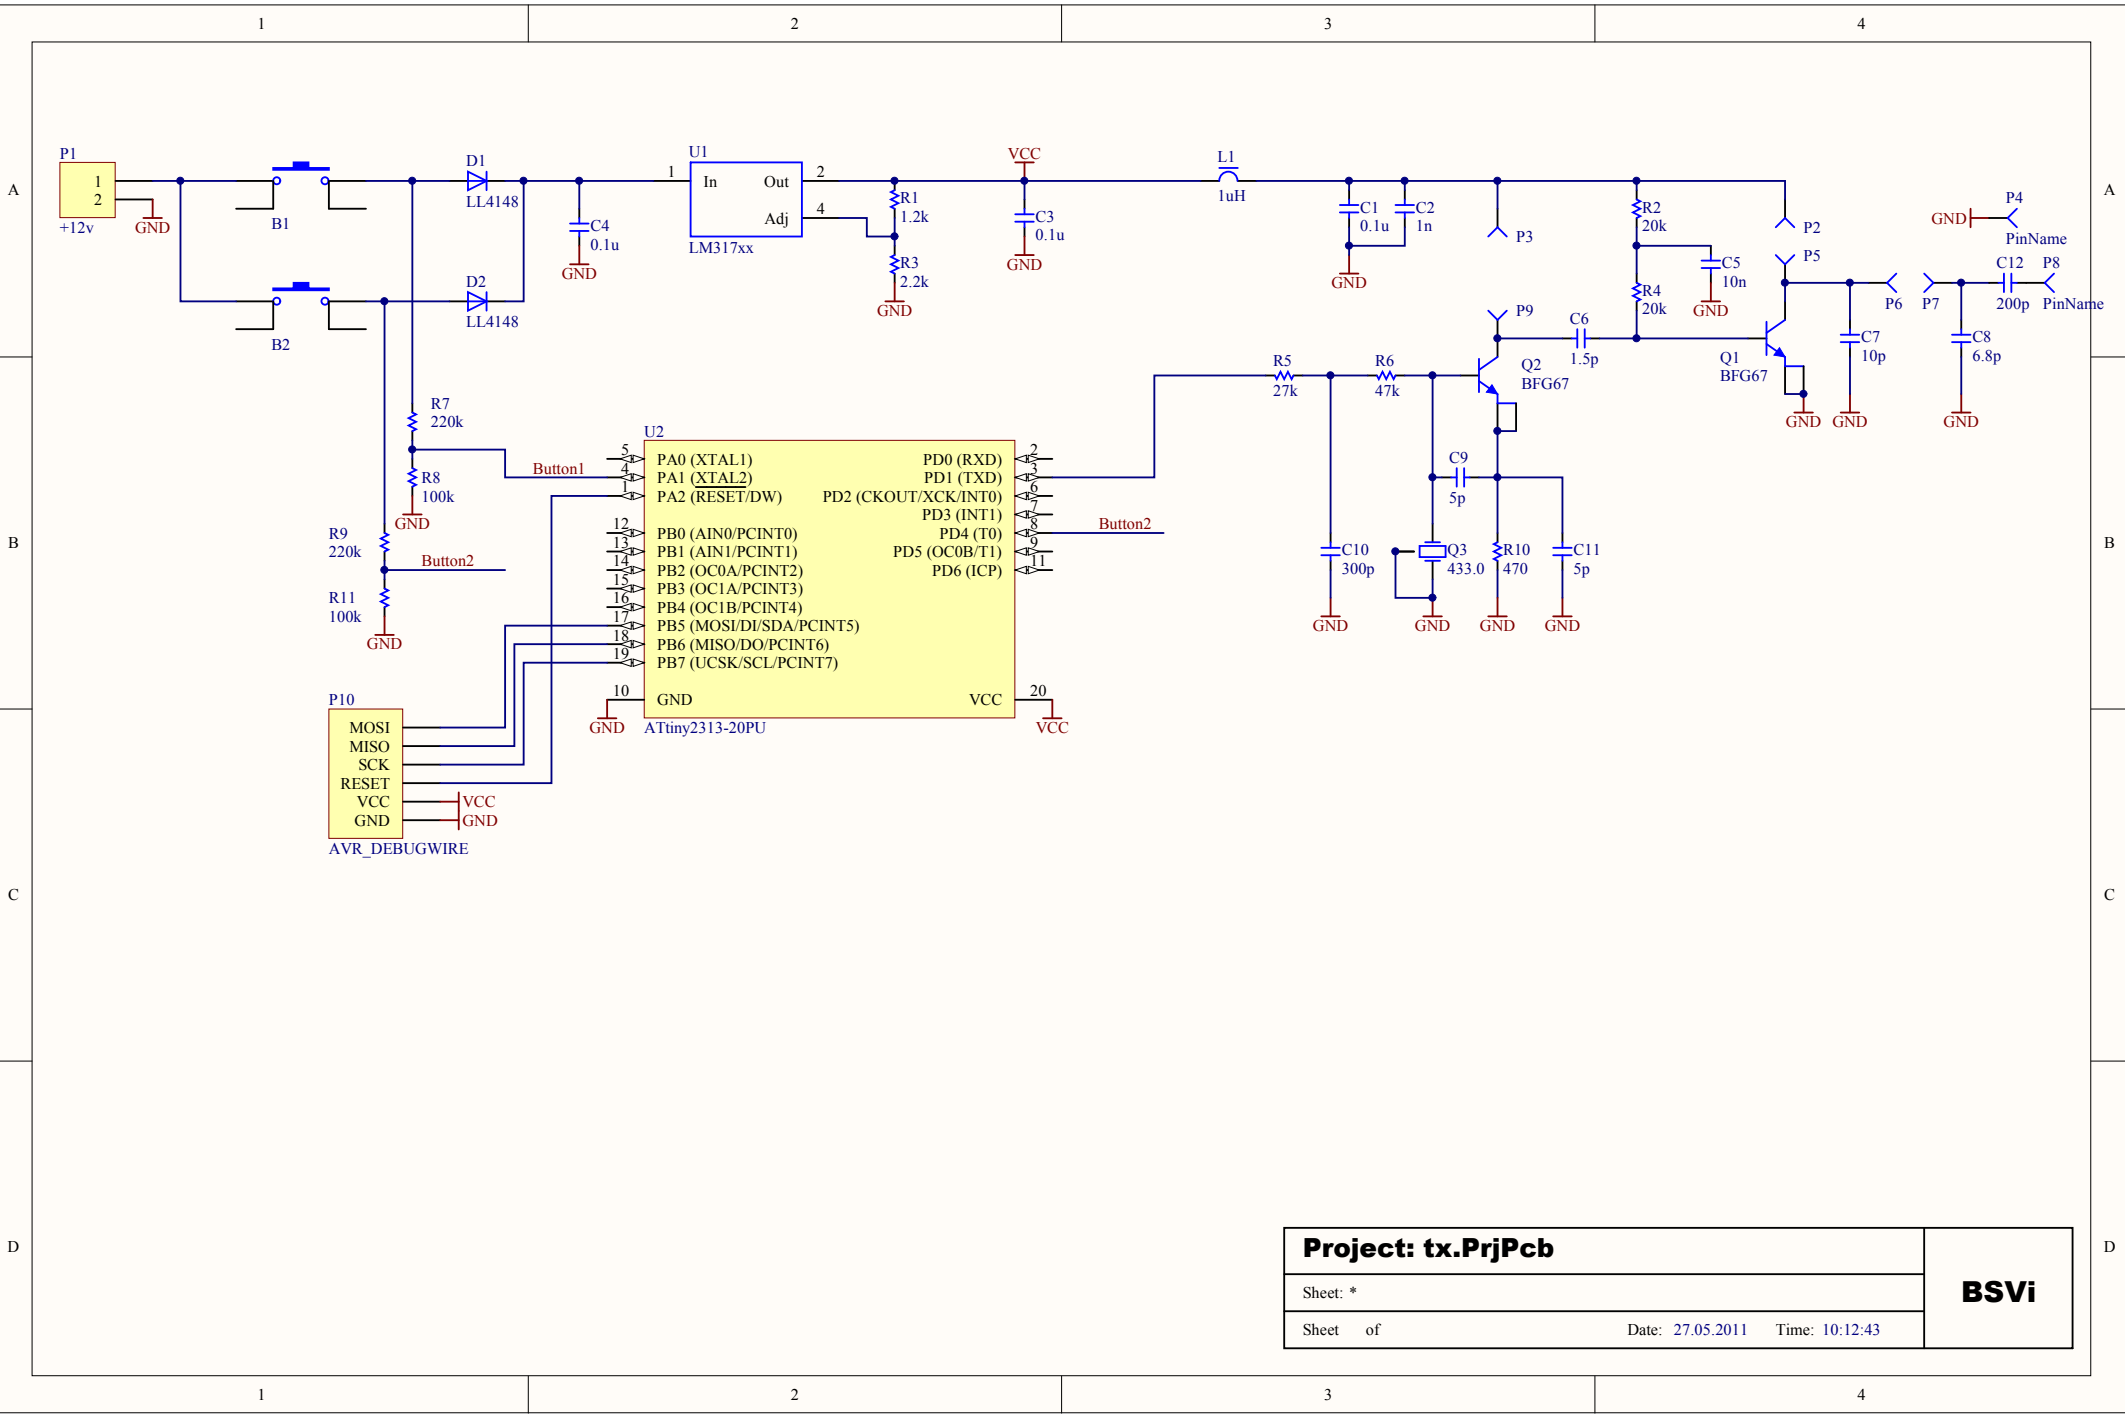 1 2 3 4
A A
B B
C C
D D
1 2 3 4
P1
1
2
+12v
GND
B1
B2
D1
LL4148
D2
LL4148
C4
0.1u
GND
U1
1 In Out 2
Adj 4
LM317xx
R1
1.2k
R3
2.2k
GND
VCC
C3
0.1u
GND
L1
1uH
C1
0.1u
C2
1n
GND
P3
R2
20k
R4
20k
C5
10n
GND
P2
P5
P4
GND
PinName
C12
200p
P8
PinName
P6
P7
C7
10p
GND
C8
6.8p
GND
Q1
BFG67
GND
P9
C6
1.5p
Q2
BFG67
R5
27k
R6
47k
C9
5p
C10
300p
GND
Q3
433.0
GND
R10
470
GND
C11
5p
GND
R7
220k
R8
100k
GND
Button1
R9
220k
Button2
R11
100k
GND
U2
5 PA0 (XTAL1)
4 PA1 (XTAL2)
1 PA2 (RESET/DW)
12 PB0 (AIN0/PCINT0)
13 PB1 (AIN1/PCINT1)
14 PB2 (OC0A/PCINT2)
15 PB3 (OC1A/PCINT3)
16 PB4 (OC1B/PCINT4)
17 PB5 (MOSI/DI/SDA/PCINT5)
18 PB6 (MISO/DO/PCINT6)
19 PB7 (UCSK/SCL/PCINT7)
10 GND
GND
PD0 (RXD) 2
PD1 (TXD) 3
PD2 (CKOUT/XCK/INT0) 6
PD3 (INT1) 7
PD4 (T0) 8
Button2
PD5 (OC0B/T1) 9
PD6 (ICP) 11
VCC 20
VCC
ATtiny2313-20PU
P10
MOSI
MISO
SCK
RESET
VCC VCC
GND GND
AVR_DEBUGWIRE
Project: tx.PrjPcb
BSVi
Sheet: *
Sheet of Date: 27.05.2011 Time: 10:12:43